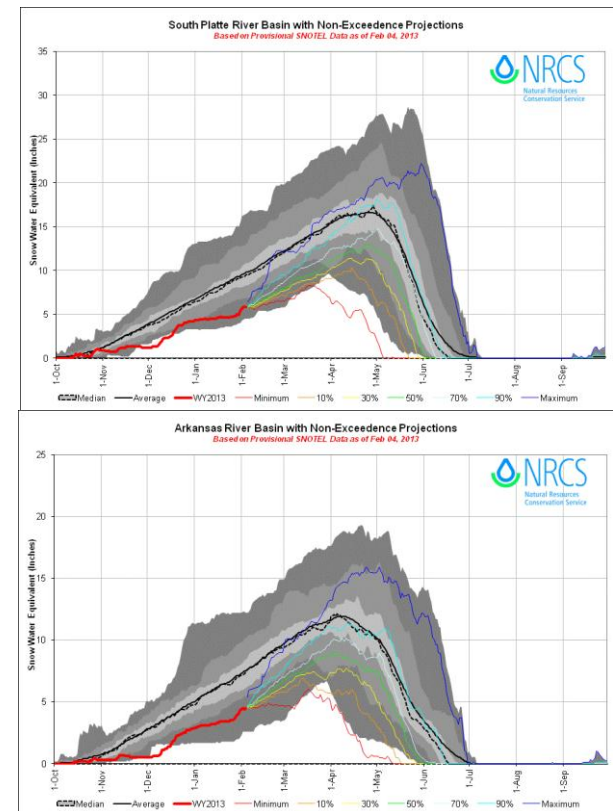 South Platte River Basin with Non-Exceedence Projections
Based on Provisional SNOTEL Data as of Feb 04, 2013
NRCS
Natural Resources
Conservation Service
Snow Water Equivalent (Inches)
35
30
25
20
15
10
5
0
1-Oct 1-Nov 1-Dec 1-Jan 1-Feb 1-Mar 1-Apr 1-May 1-Jun 1-Jul 1-Aug 1-Sep
Median Average WY2013 Minimum 10% 30% 50% 70% 90% Maximum
Arkansas River Basin with Non-Exceedence Projections
Based on Provisional SNOTEL Data as of Feb 04, 2013
NRCS
Natural Resources
Conservation Service
Snow Water Equivalent (Inches)
25
20
15
10
5
0
1-Oct 1-Nov 1-Dec 1-Jan 1-Feb 1-Mar 1-Apr 1-May 1-Jun 1-Jul 1-Aug 1-Sep
Median Average WY2013 Minimum 10% 30% 50% 70% 90% Maximum